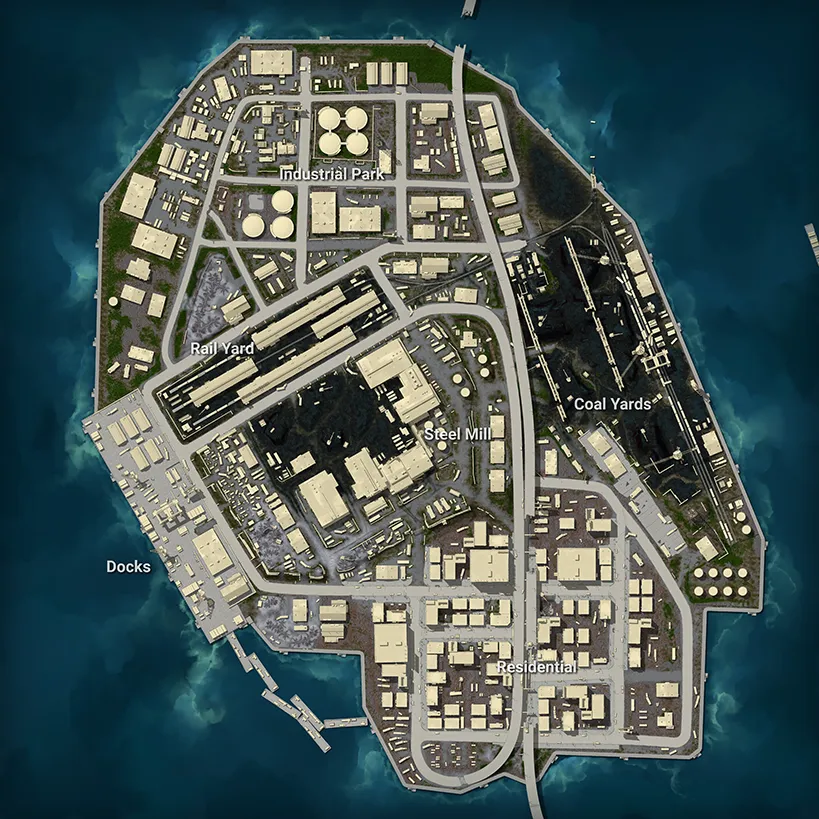 Industrial Park
Rail Yard
Coal Yards
Steel Mill
Docks
Residential